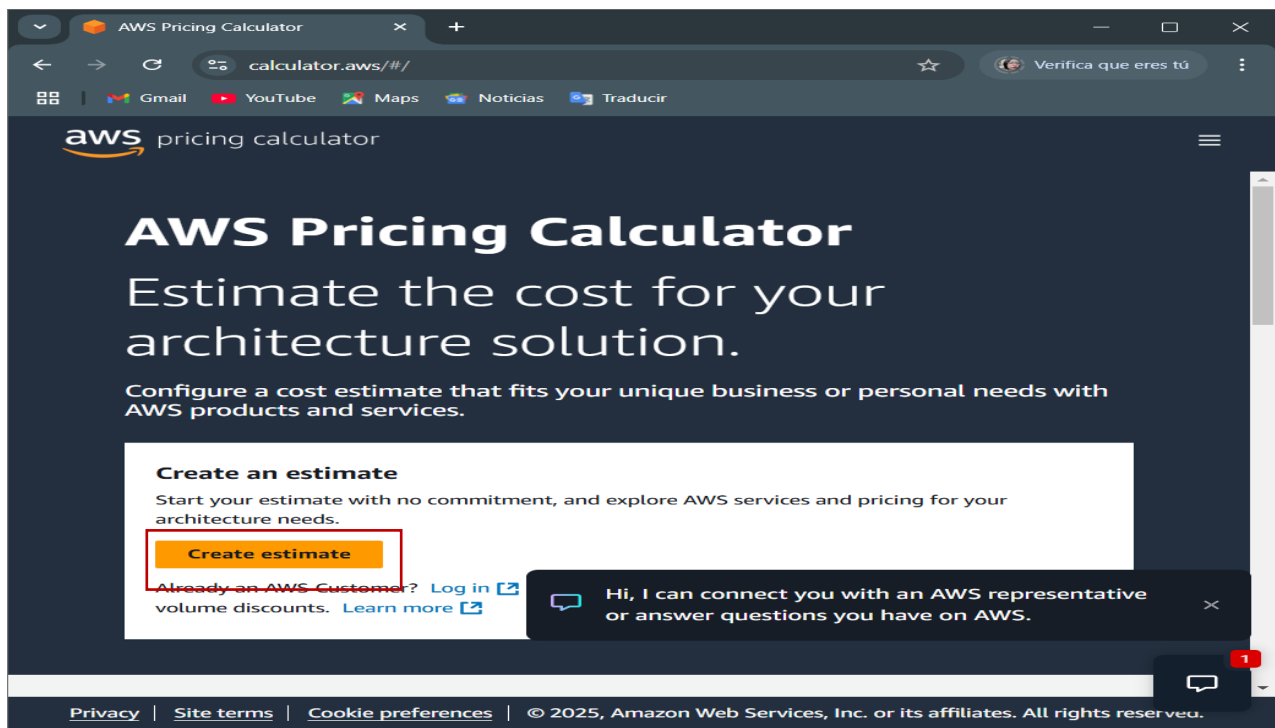 AWS Pricing Calculator
calculator.aws/#/
Verifica que eres tú
Gmail YouTube Maps Noticias Traducir
aws pricing calculator
AWS Pricing Calculator
Estimate the cost for your
architecture solution.
Configure a cost estimate that fits your unique business or personal needs with
AWS products and services.
Create an estimate
Start your estimate with no commitment, and explore AWS services and pricing for your
architecture needs.
Create estimate
Already an AWS Customer? Log in
volume discounts. Learn more
Hi, I can connect you with an AWS representative
or answer questions you have on AWS.
1
Privacy | Site terms | Cookie preferences | © 2025, Amazon Web Services, Inc. or its affiliates. All rights reserved.